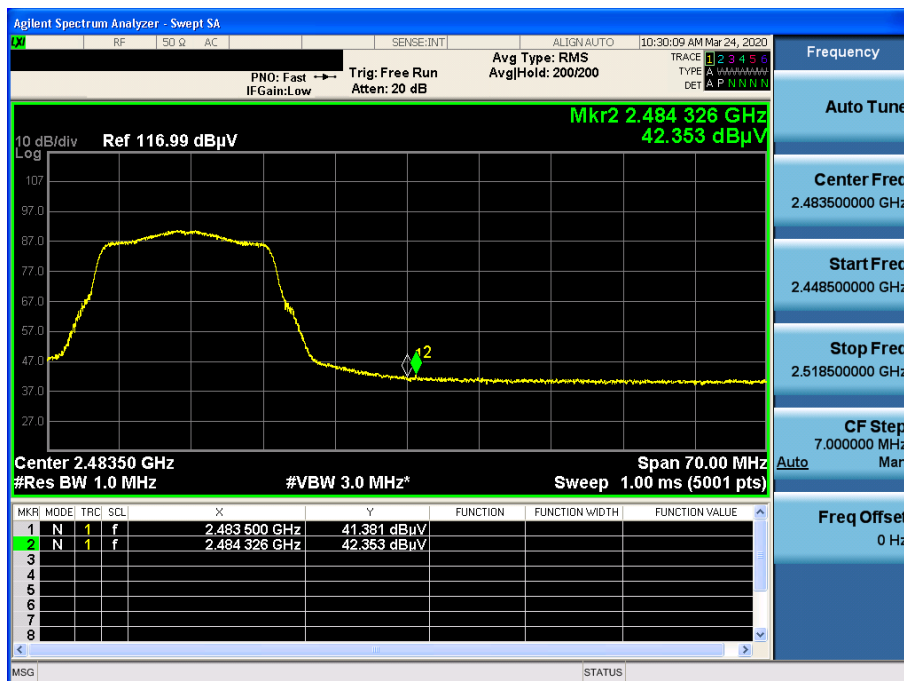 Agilent Spectrum Analyzer - Swept SA
LXI RF 50 Ω AC SENSE:INT ALIGN AUTO 10:30:09 AM Mar 24, 2020
Frequency
PNO: Fast Trig: Free Run Avg Type: RMS TRACE 1 2 3 4 5 6
IFGain:Low Atten: 20 dB Avg|Hold: 200/200 TYPE A WWWWW
DET A P N N N N
Auto Tune
Mkr2 2.484 326 GHz
42.353 dBµV
10 dB/div Ref 116.99 dBµV
Log
107
97.0
87.0
77.0
67.0
57.0
47.0
37.0
27.0
1 2
Center Freq
2.483500000 GHz
Start Freq
2.448500000 GHz
Stop Freq
2.518500000 GHz
CF Step
7.000000 MHz
Auto Man
Freq Offset
0 Hz
Center 2.48350 GHz Span 70.00 MHz
#Res BW 1.0 MHz #VBW 3.0 MHz* Sweep 1.00 ms (5001 pts)
MKR MODE TRC SCL X Y FUNCTION FUNCTION WIDTH FUNCTION VALUE
1 N 1 f 2.483 500 GHz 41.381 dBµV
2 N 1 f 2.484 326 GHz 42.353 dBµV
3
4
5
6
7
8
MSG STATUS